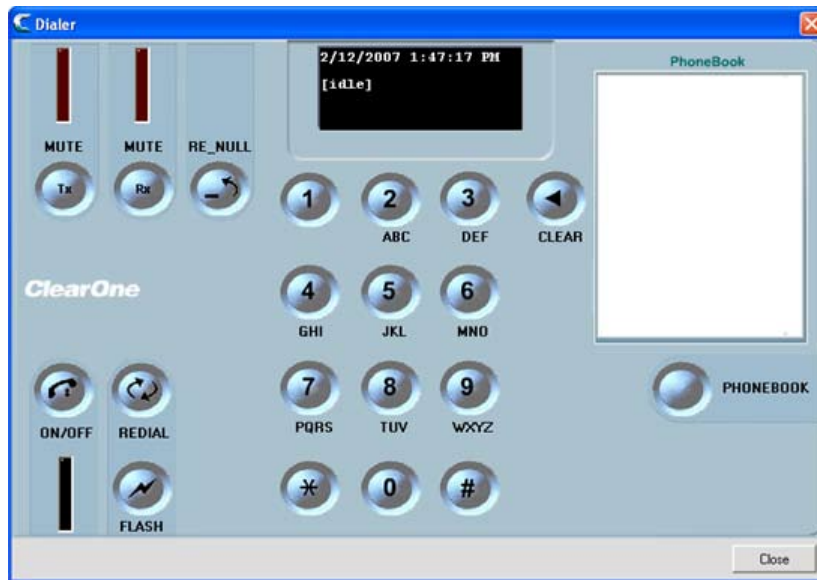 Dialer
2/12/2007 1:47:17 PM
[idle]
PhoneBook
MUTE
MUTE
RE_NULL
Tx
Rx
1
2
3
ABC
DEF
CLEAR
ClearOne
4
5
6
GHI
JKL
MNO
7
8
9
PHONEBOOK
ON/OFF
REDIAL
PQRS
TUV
WXYZ
*
0
#
FLASH
Close